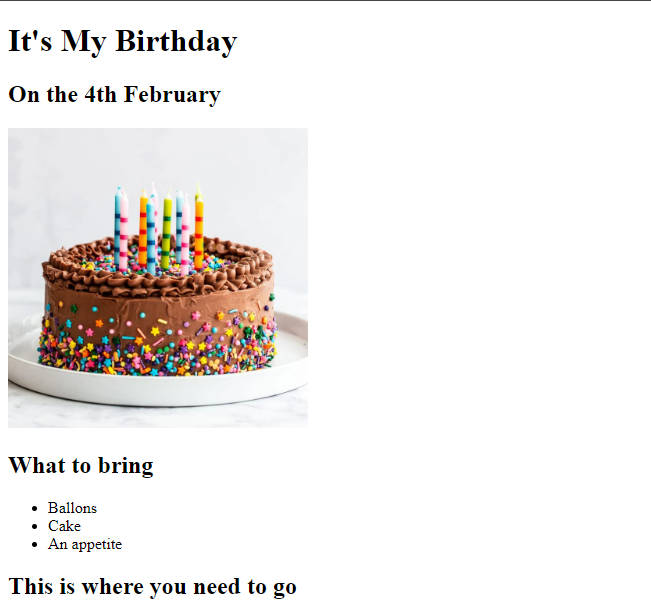 It's My Birthday
On the 4th February
What to bring
Ballons
Cake
An appetite
This is where you need to go